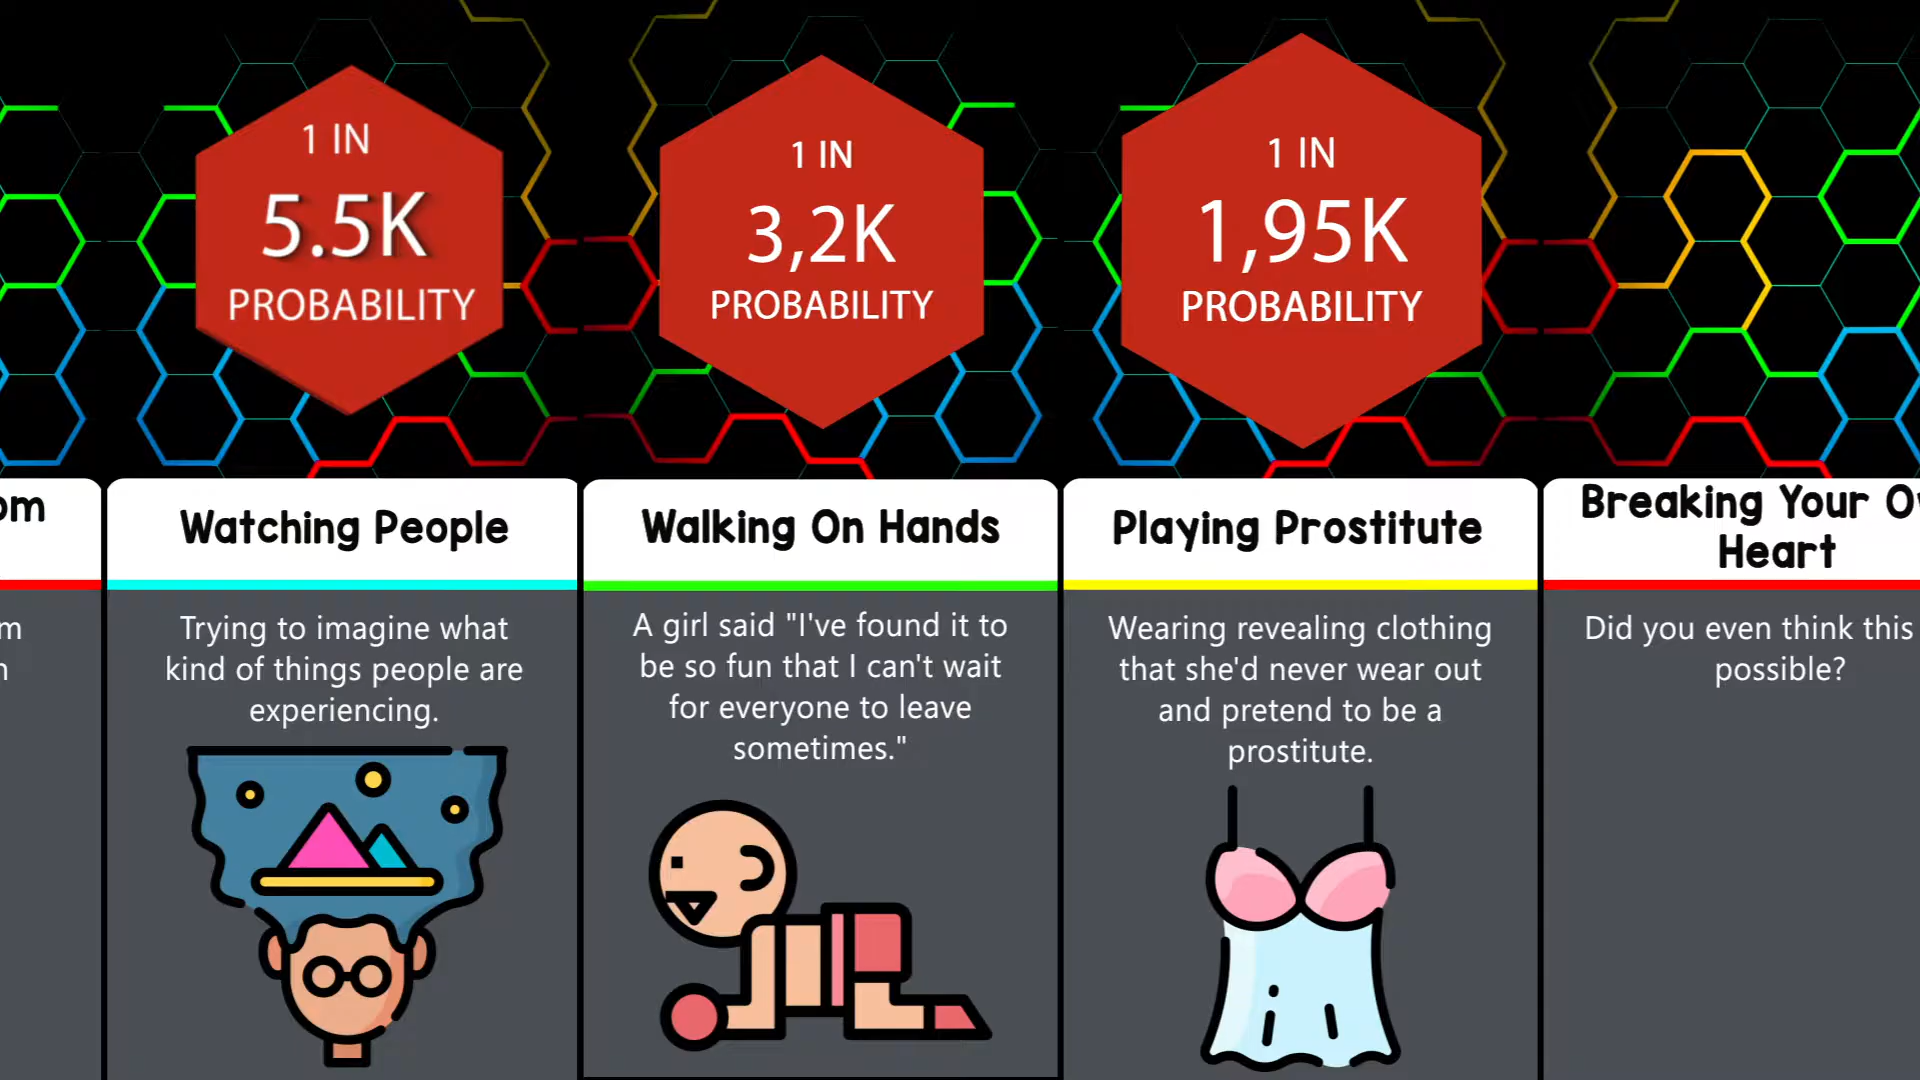 1 IN
5.5K
PROBABILITY
1 IN
3,2K
PROBABILITY
1 IN
1,95K
PROBABILITY
Watching People
Trying to imagine what
kind of things people are
experiencing.
Walking On Hands
A girl said "I've found it to
be so fun that I can't wait
for everyone to leave
sometimes."
Playing Prostitute
Wearing revealing clothing
that she'd never wear out
and pretend to be a
prostitute.
Breaking Your
Heart
Did you even think this
possible?